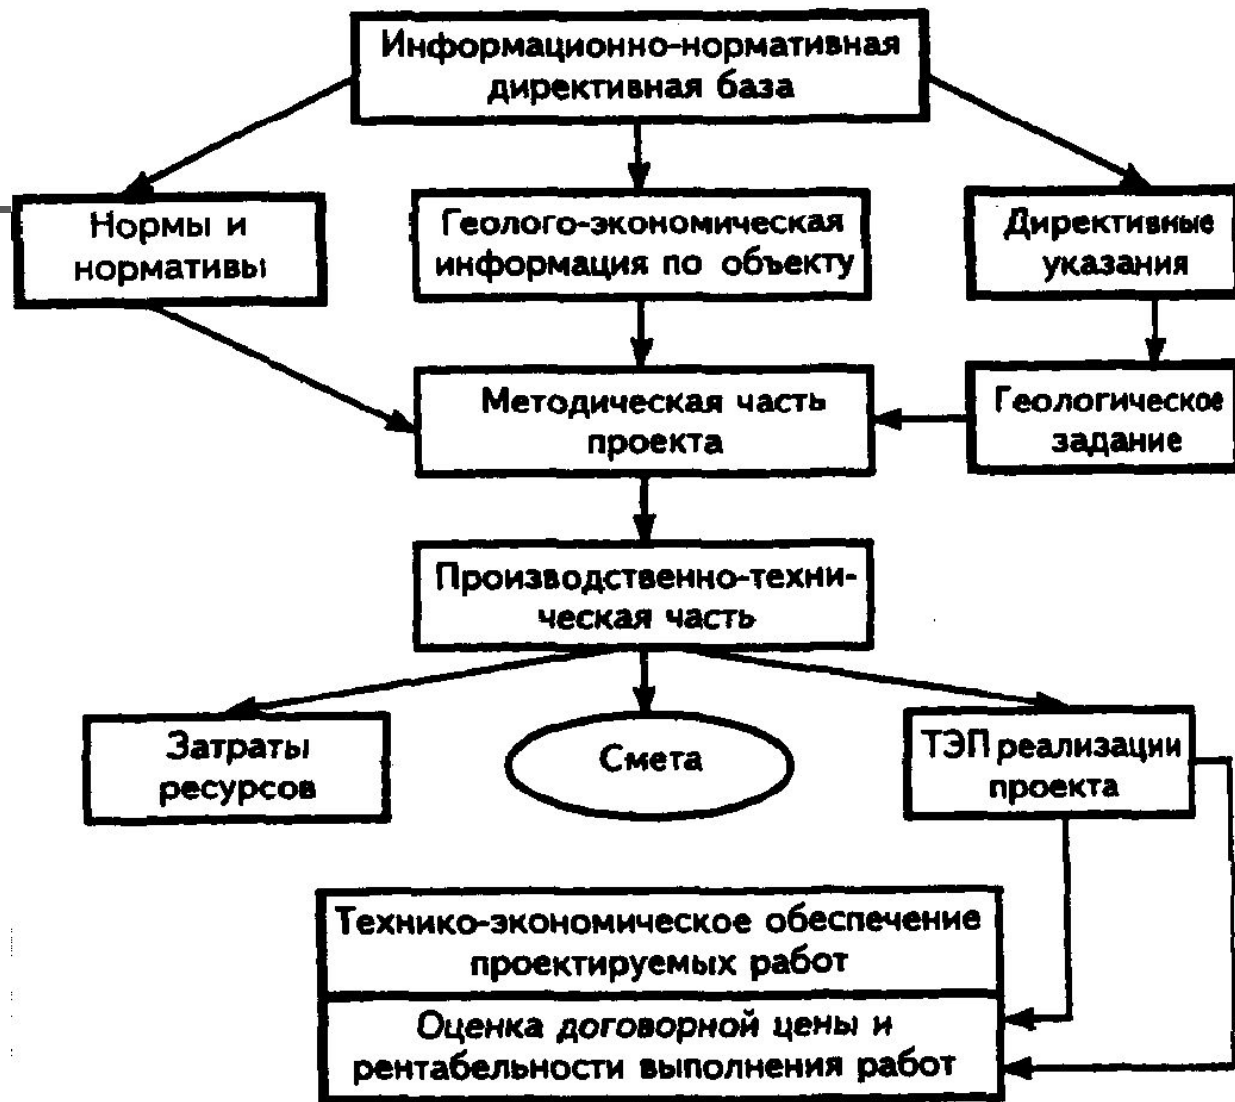 Информационно-нормативная
директивная база
Нормы и
нормативы
Геолого-экономическая
информация по объекту
Директивные
указания
Методическая часть
проекта
Геологическое
задание
Производственно-техни-
ческая часть
Затраты
ресурсов
Смета
ТЭП реализации
проекта
Технико-экономическое обеспечение
проектируемых работ
Оценка договорной цены и
рентабельности выполнения работ